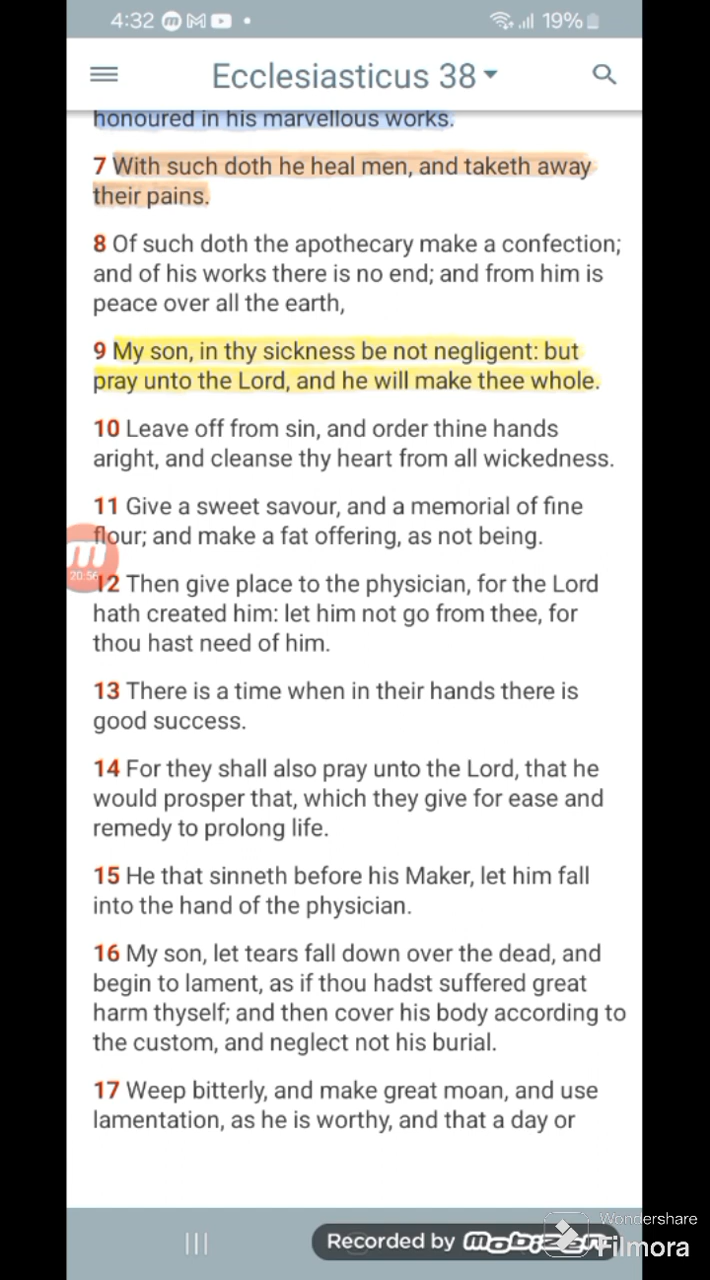 4:32
19%
Ecclesiasticus 38
honoured in his marvellous works.
7 With such doth he heal men, and taketh away
their pains.
8 Of such doth the apothecary make a confection;
and of his works there is no end; and from him is
peace over all the earth,
9 My son, in thy sickness be not negligent: but
pray unto the Lord, and he will make thee whole.
10 Leave off from sin, and order thine hands
aright, and cleanse thy heart from all wickedness.
11 Give a sweet savour, and a memorial of fine
flour; and make a fat offering, as not being.
20:56
12 Then give place to the physician, for the Lord
hath created him: let him not go from thee, for
thou hast need of him.
13 There is a time when in their hands there is
good success.
14 For they shall also pray unto the Lord, that he
would prosper that, which they give for ease and
remedy to prolong life.
15 He that sinneth before his Maker, let him fall
into the hand of the physician.
16 My son, let tears fall down over the dead, and
begin to lament, as if thou hadst suffered great
harm thyself; and then cover his body according to
the custom, and neglect not his burial.
17 Weep bitterly, and make great moan, and use
lamentation, as he is worthy, and that a day or
Wondershare
Recorded by mobizen
Filmora